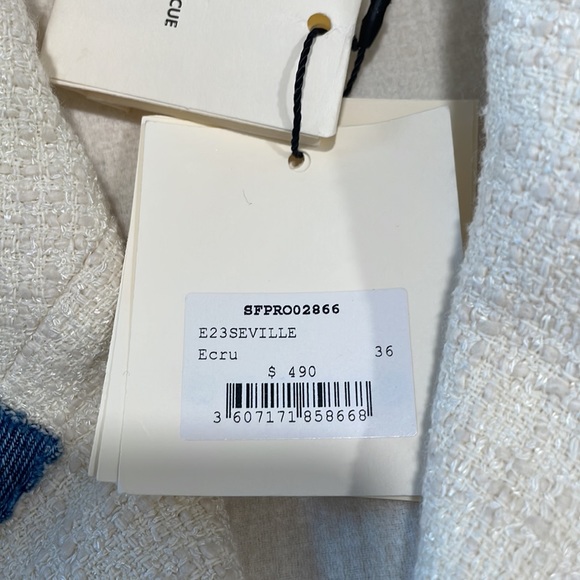 CUE
SFPRO02866
E23SEVILLE
Ecru 36
$ 490
3 607171 858668